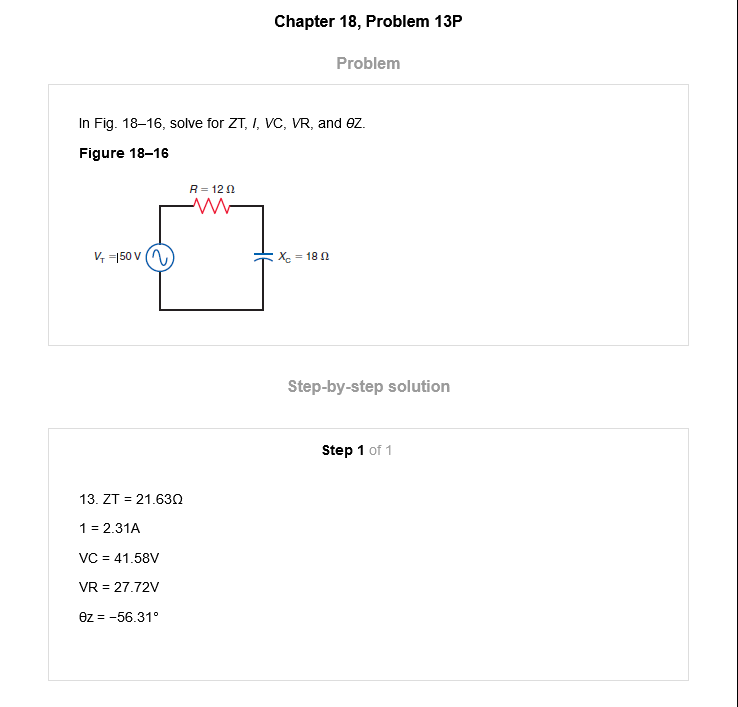 Chapter 18, Problem 13P
Problem
In Fig. 18–16, solve for ZT, I, VC, VR, and θZ.
Figure 18–16
R = 12 Ω
V_T =|50 V
X_C = 18 Ω
Step-by-step solution
Step 1 of 1
13. ZT = 21.63Ω
1 = 2.31A
VC = 41.58V
VR = 27.72V
θz = −56.31°